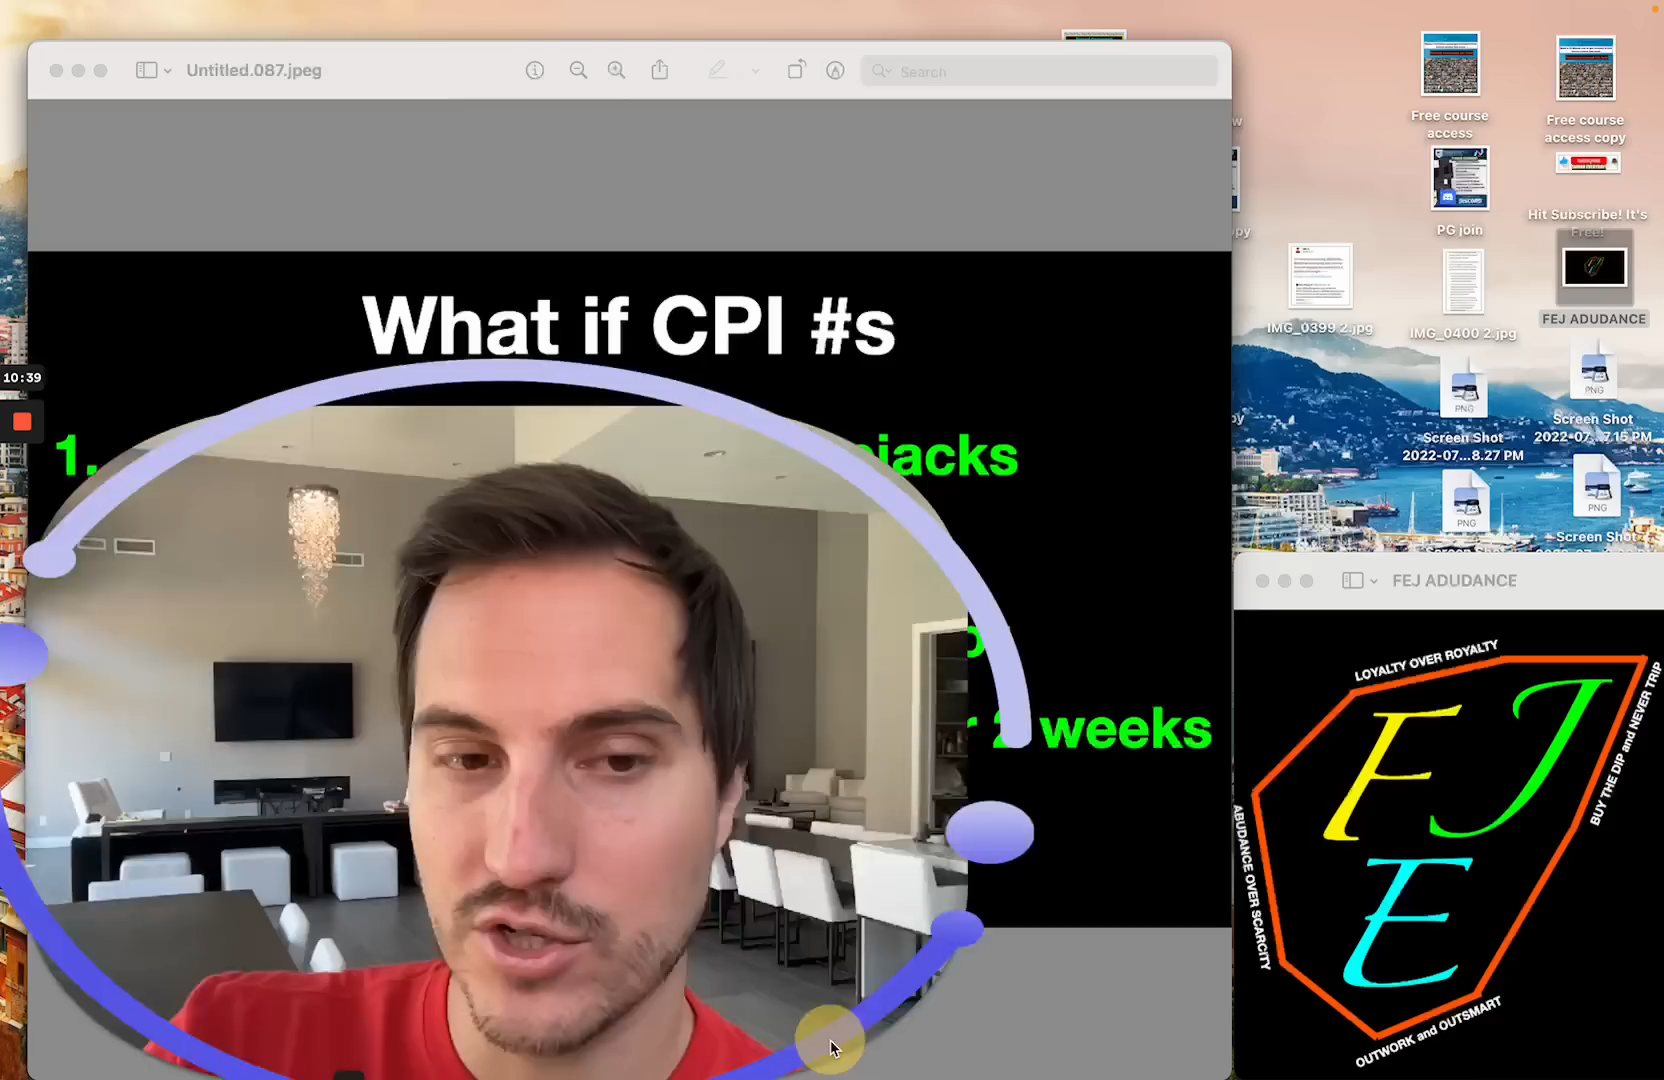 Untitled.087.jpeg
Search
What if CPI #s
1.
jacks
2 weeks
10:39
Free course
access
Free course
access copy
PG join
Hit Subscribe! It's
Free!
IMG_0399 2.jpg
IMG_0400 2.jpg
FEJ ADUDANCE
PNG
PNG
Screen Shot
2022-07...8.27 PM
Screen Shot
2022-07...7.15 PM
PNG
PNG
Screen Shot
FEJ ADUDANCE
LOYALTY OVER ROYALTY
BUY THE DIP and NEVER TRIP
ABUDANCE OVER SCARCITY
OUTWORK and OUTSMART
F J
E